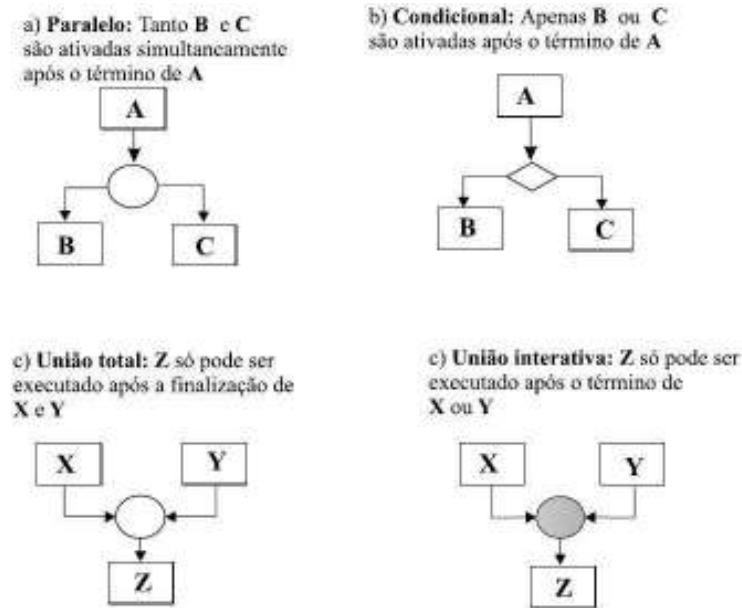 a) Paralelo: Tanto B e C
são ativadas simultaneamente
após o término de A
A
B
C
b) Condicional: Apenas B ou C
são ativadas após o término de A
A
B
C
c) União total: Z só pode ser
executado após a finalização de
X e Y
X
Y
Z
c) União interativa: Z só pode ser
executado após o término de
X ou Y
X
Y
Z